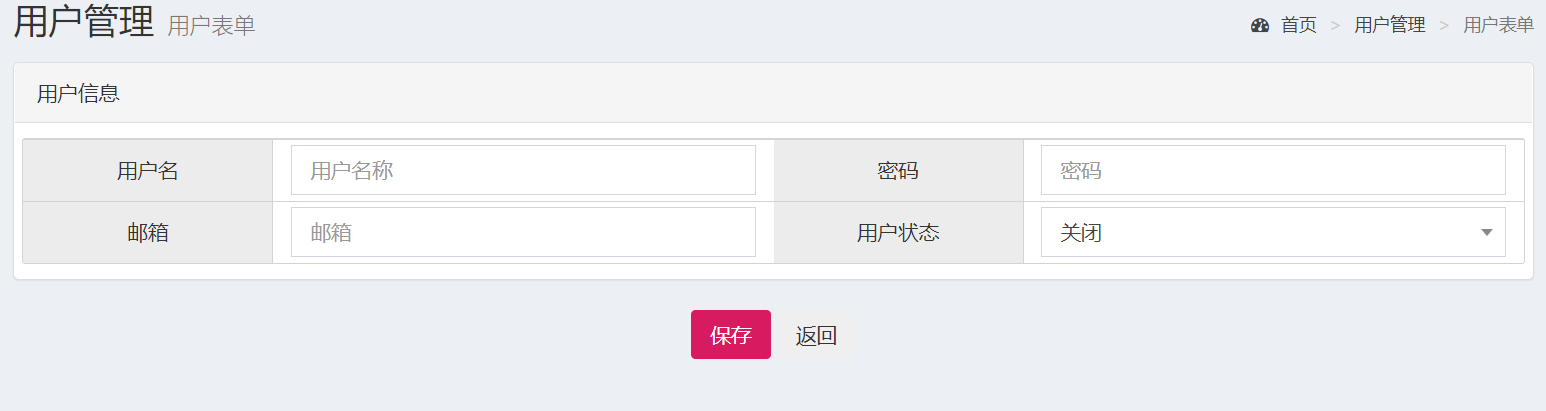 用户管理 用户表单
首页 > 用户管理 > 用户表单
用户信息
用户名 用户名称 密码 密码
邮箱 邮箱 用户状态 关闭
保存 返回